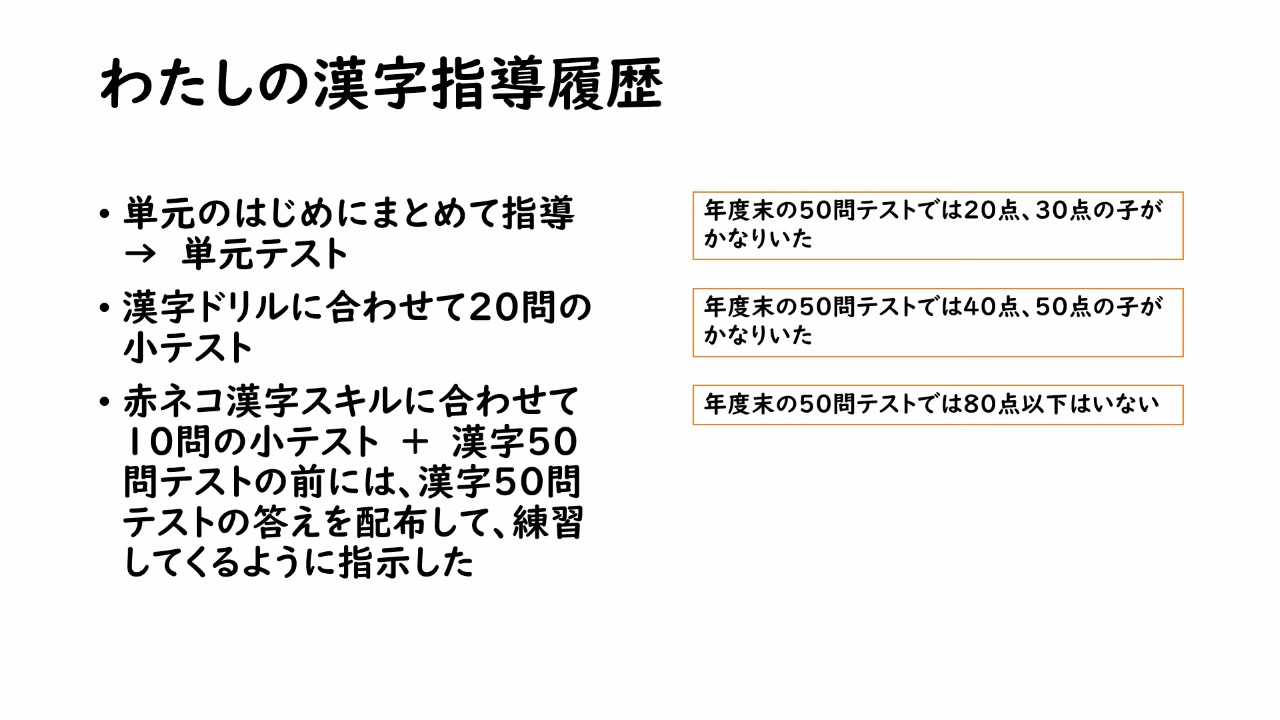 わたしの漢字指導履歴
• 単元のはじめにまとめて指導
→ 単元テスト
• 漢字ドリルに合わせて20問の
小テスト
• 赤ネコ漢字スキルに合わせて
10問の小テスト ＋ 漢字50
問テストの前には、漢字50問
テストの答えを配布して、練習
してくるように指示した
年度末の50問テストでは20点、30点の子が
かなりいた
年度末の50問テストでは40点、50点の子が
かなりいた
年度末の50問テストでは80点以下はいない